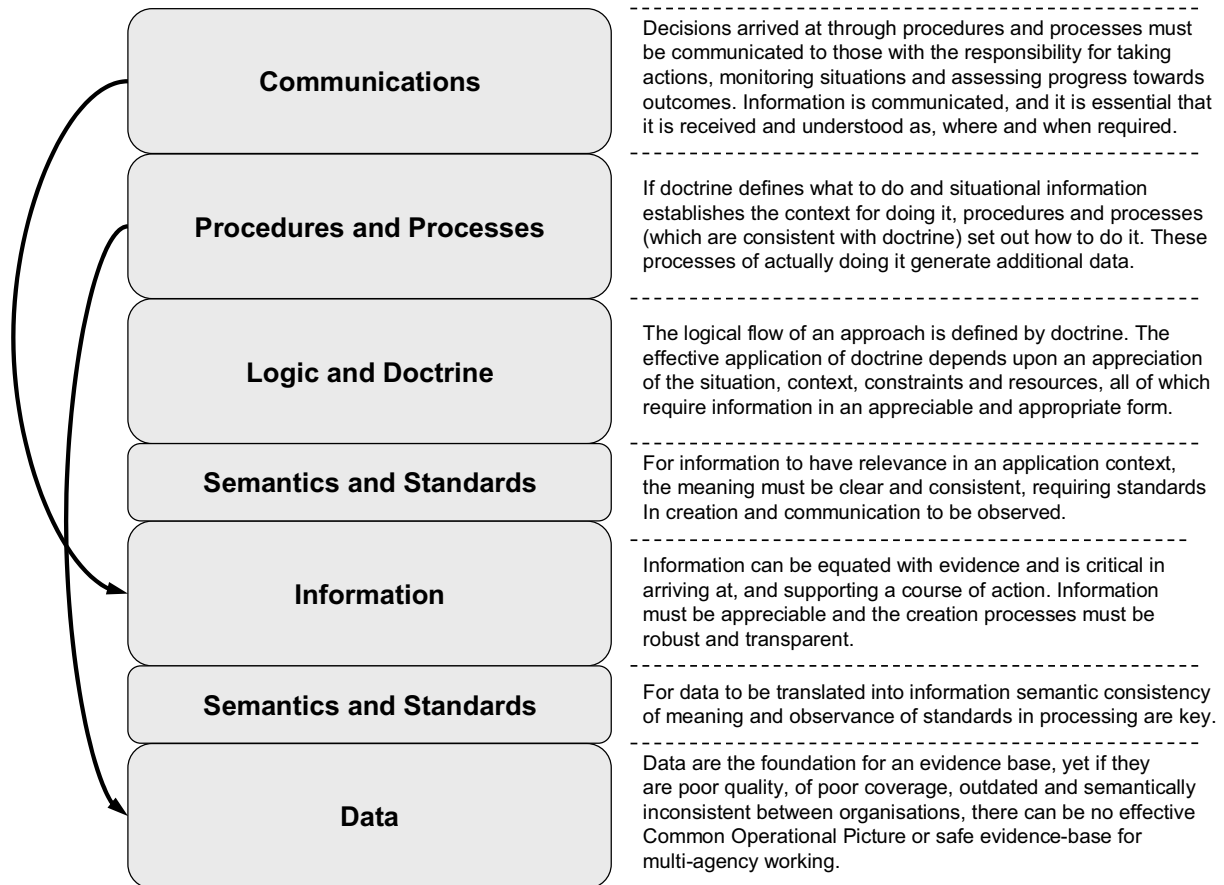 Communications
Decisions arrived at through procedures and processes must
be communicated to those with the responsibility for taking
actions, monitoring situations and assessing progress towards
outcomes. Information is communicated, and it is essential that
it is received and understood as, where and when required.
Procedures and Processes
If doctrine defines what to do and situational information
establishes the context for doing it, procedures and processes
(which are consistent with doctrine) set out how to do it. These
processes of actually doing it generate additional data.
Logic and Doctrine
The logical flow of an approach is defined by doctrine. The
effective application of doctrine depends upon an appreciation
of the situation, context, constraints and resources, all of which
require information in an appreciable and appropriate form.
Semantics and Standards
For information to have relevance in an application context,
the meaning must be clear and consistent, requiring standards
In creation and communication to be observed.
Information
Information can be equated with evidence and is critical in
arriving at, and supporting a course of action. Information
must be appreciable and the creation processes must be
robust and transparent.
Semantics and Standards
For data to be translated into information semantic consistency
of meaning and observance of standards in processing are key.
Data
Data are the foundation for an evidence base, yet if they
are poor quality, of poor coverage, outdated and semantically
inconsistent between organisations, there can be no effective
Common Operational Picture or safe evidence-base for
multi-agency working.